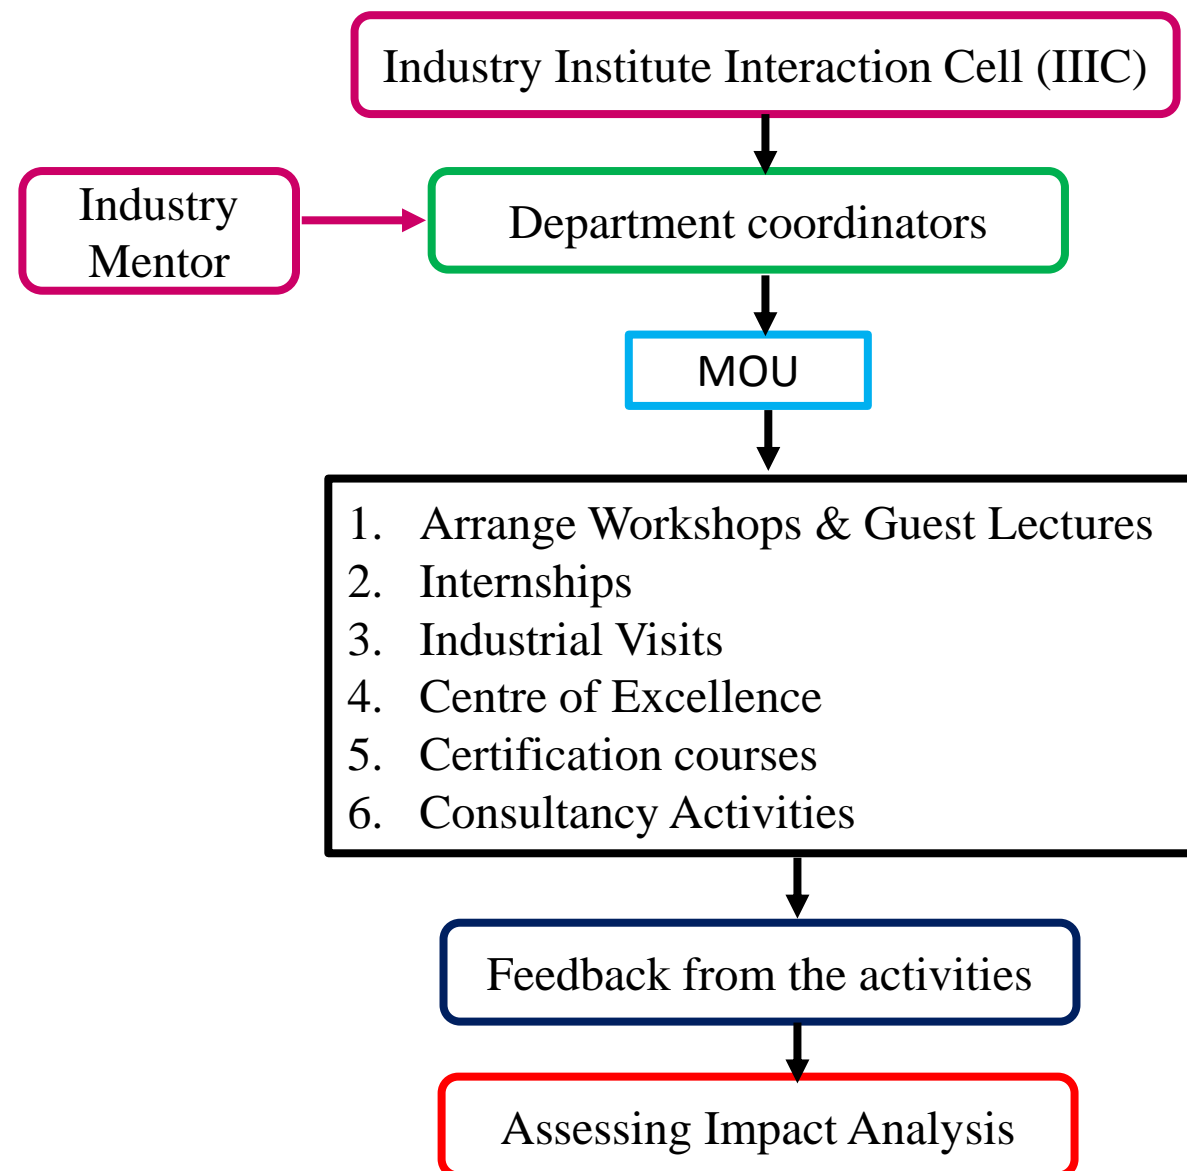 Industry Institute Interaction Cell (IIIC)
Industry
Mentor
Department coordinators
MOU
1. Arrange Workshops & Guest Lectures
2. Internships
3. Industrial Visits
4. Centre of Excellence
5. Certification courses
6. Consultancy Activities
Feedback from the activities
Assessing Impact Analysis